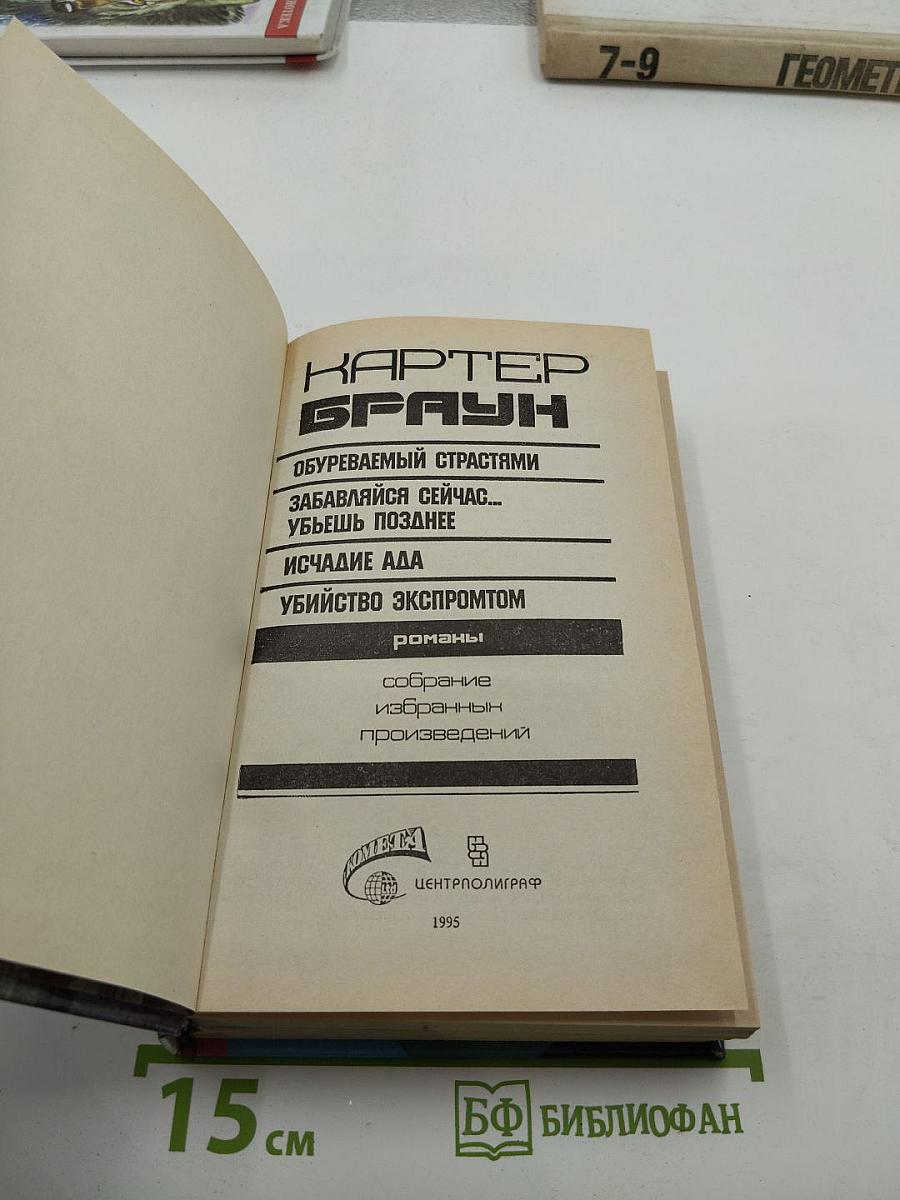 7-9
КАРТЕР
БРАУН
ОБУРЕВАЕМЫЙ СТРАСТЯМИ
ЗАБАВЛЯЙСЯ СЕЙЧАС...
УБЬЕШЬ ПОЗДНЕЕ
ИСЧАДИЕ АДА
УБИЙСТВО ЭКСПРОМТОМ
романы
собрание
избранных
произведений
КОМЕТА
ЦЕНТРПОЛИГРАФ
1995
15 см
БФ БИБЛИОФАН